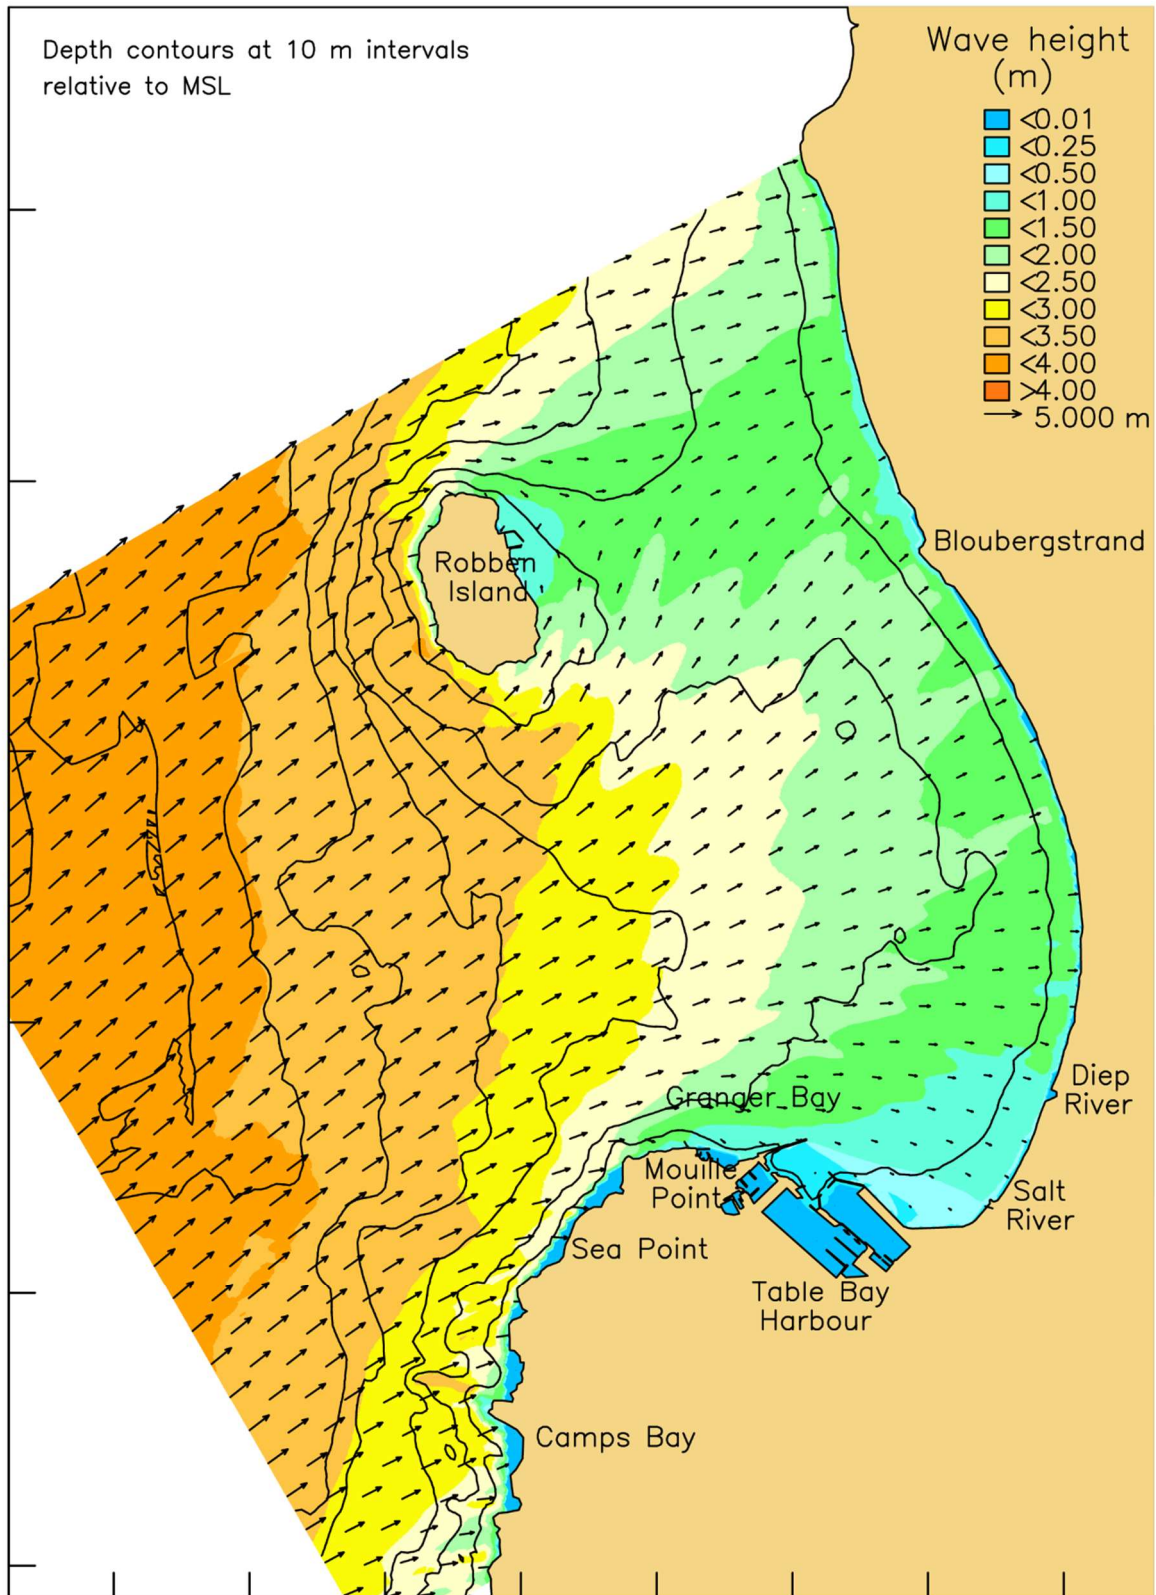 Depth contours at 10 m intervals
relative to MSL
Wave height
(m)
<0.01
<0.25
<0.50
<1.00
<1.50
<2.00
<2.50
<3.00
<3.50
<4.00
>4.00
5.000 m
Robben
Island
Bloubergstrand
Granger Bay
Diep
River
Mouille
Point
Salt
River
Sea Point
Table Bay
Harbour
Camps Bay